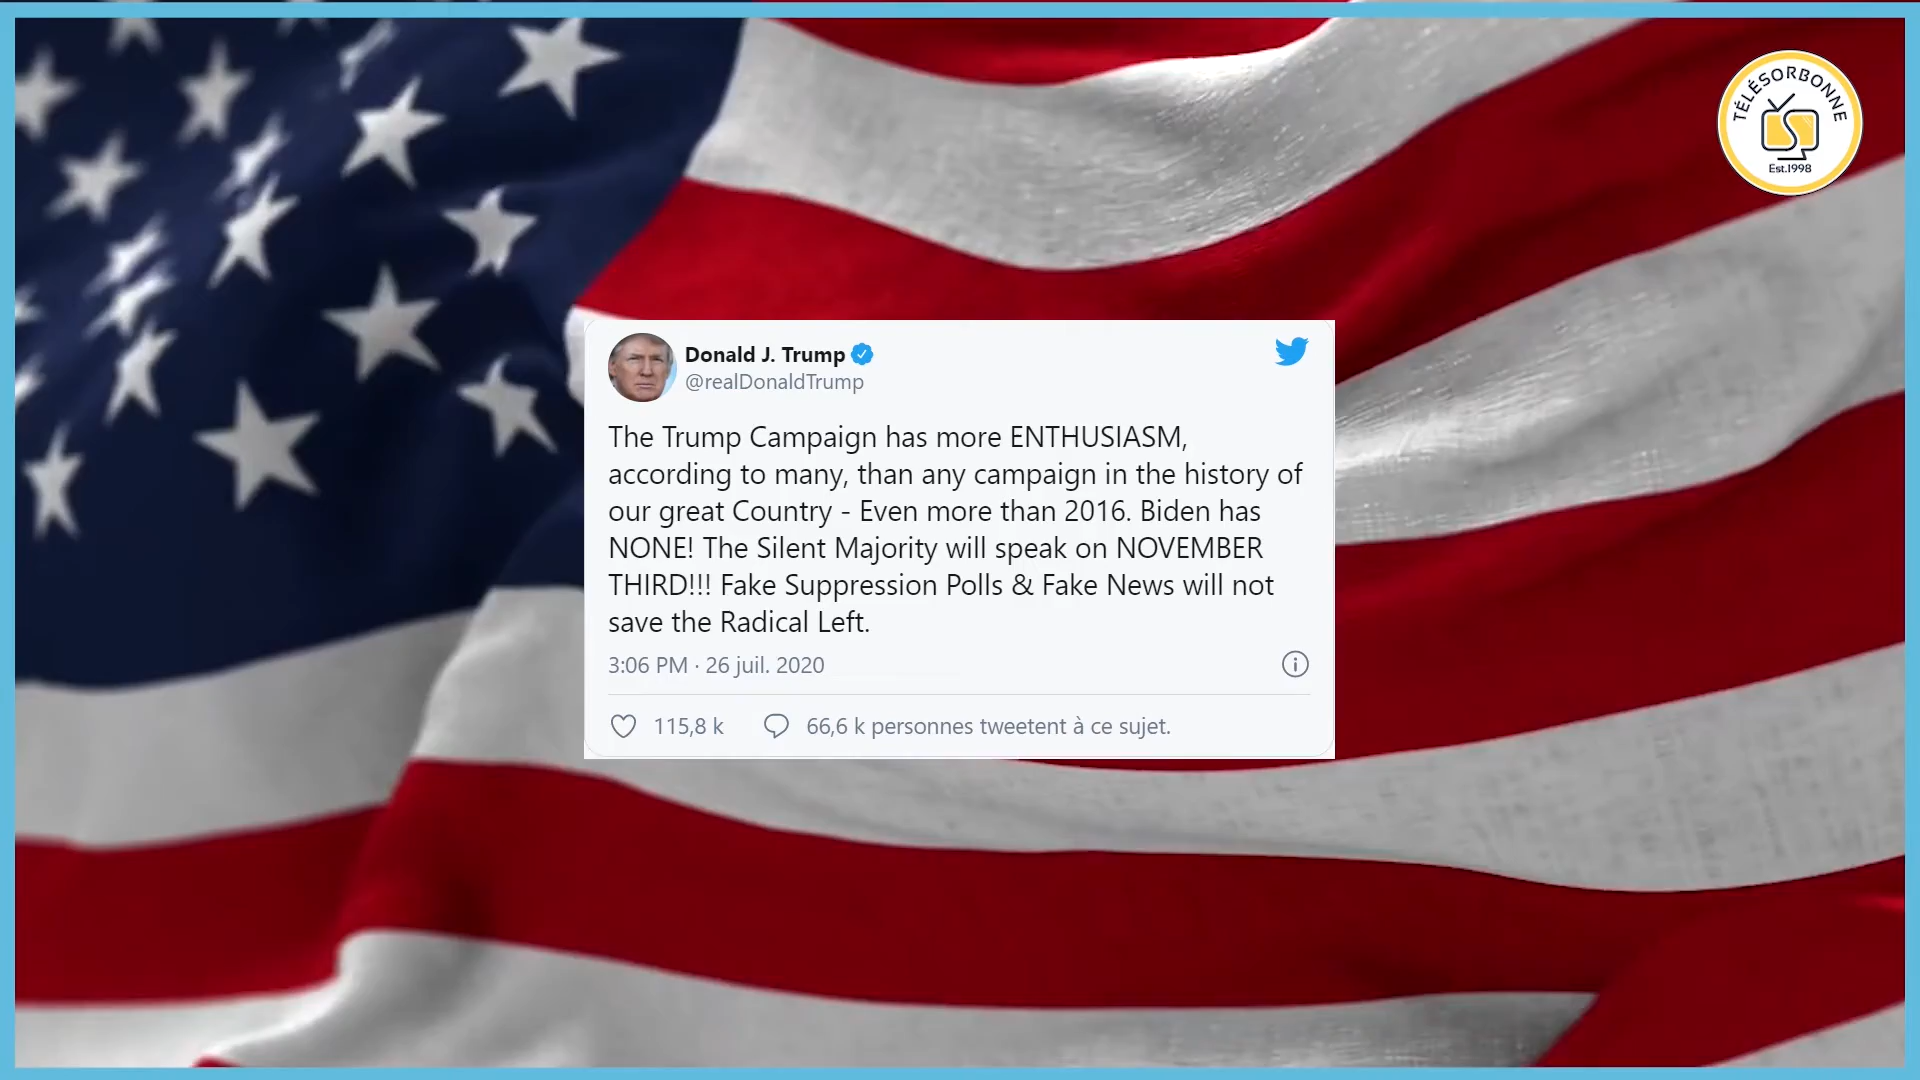 TÉLÉSORBONNE
Est.1998
Donald J. Trump
@realDonaldTrump
The Trump Campaign has more ENTHUSIASM,
according to many, than any campaign in the history of
our great Country - Even more than 2016. Biden has
NONE! The Silent Majority will speak on NOVEMBER
THIRD!!! Fake Suppression Polls & Fake News will not
save the Radical Left.
3:06 PM · 26 juil. 2020
115,8 k 66,6 k personnes tweetent à ce sujet.